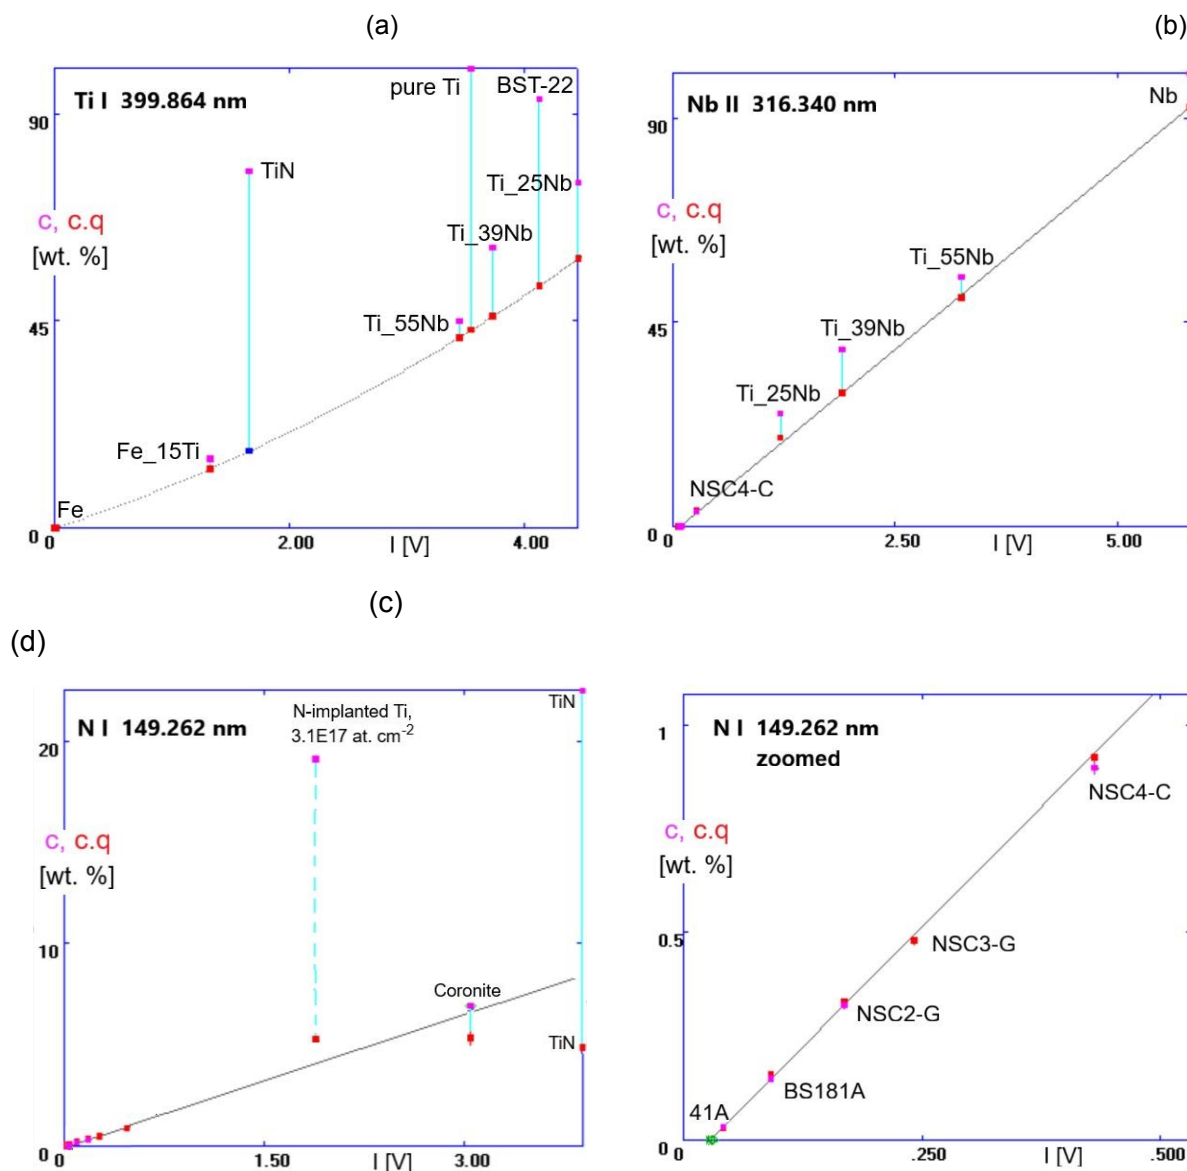 (a)
(b)
Ti I 399.864 nm
pure Ti
BST-22
90
TiN
Ti_25Nb
c, c.q
[wt. %]
Ti_39Nb
45
Ti_55Nb
Fe_15Ti
Fe
0
0
2.00
I [V]
4.00
Nb II 316.340 nm
Nb
90
c, c.q
[wt. %]
Ti_55Nb
45
Ti_39Nb
Ti_25Nb
NSC4-C
0
0
2.50
I [V]
5.00
(c)
(d)
N I 149.262 nm
N-implanted Ti,
3.1E17 at. cm-2
TiN
20
c, c.q
[wt. %]
10
Coronite
TiN
0
0
1.50
I [V]
3.00
N I 149.262 nm
zoomed
1
NSC4-C
c, c.q
[wt. %]
0.5
NSC3-G
NSC2-G
BS181A
41A
0
0
.250
I [V]
.500